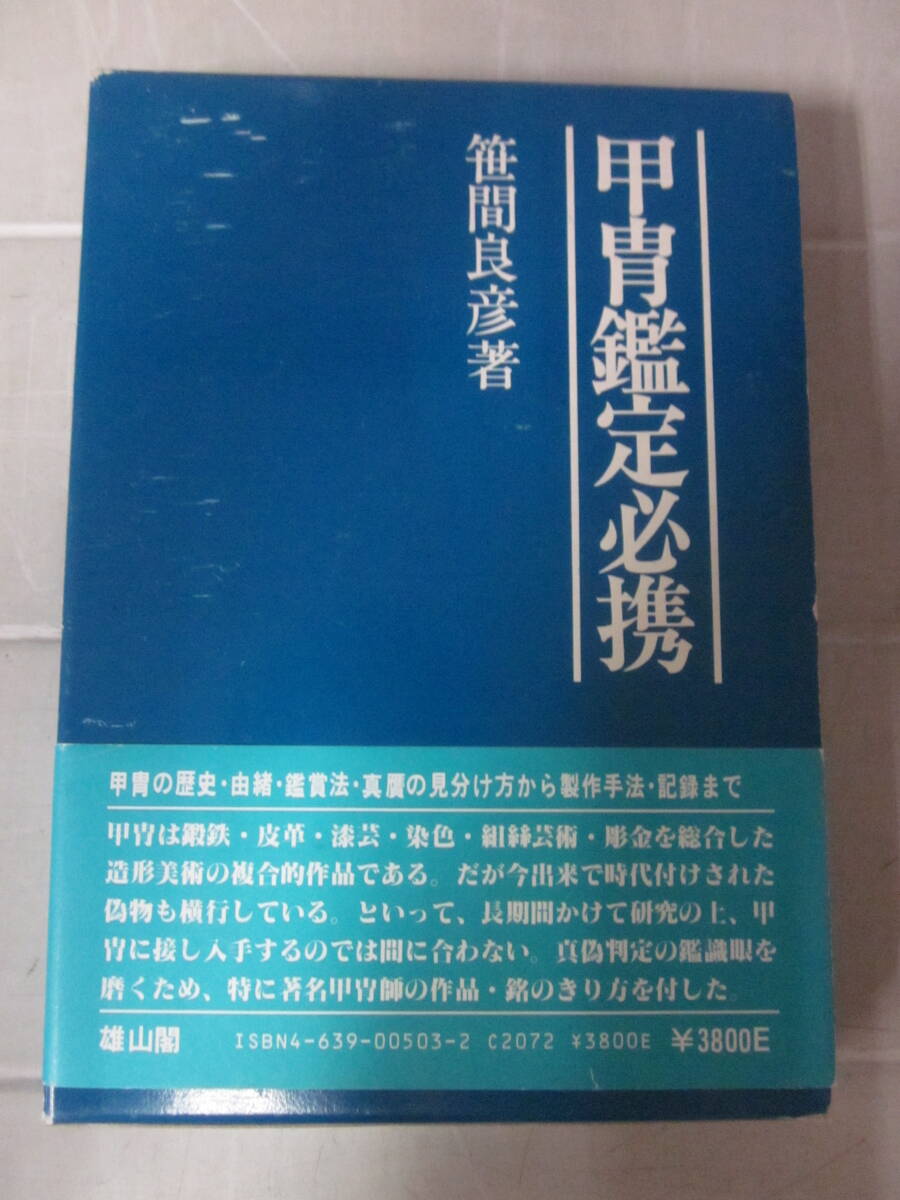 甲冑鑑定必携
笹間良彦著
甲冑の歴史・由緒・鑑賞法・真贋の見分け方から製作手法・記録まで
甲冑は鍛鉄・皮革・漆芸・染色・組絲芸術・彫金を総合した
造形美術の複合的作品である。だが今出来で時代付けされた
偽物も横行している。といって、長期間かけて研究の上、甲
冑に接し入手するのでは間に合わない。真偽判定の鑑識眼を
磨くため、特に著名甲冑師の作品・銘のきり方を付した。
雄山閣 ISBN4-639-00503-2 C2072 ¥3800E ¥3800E